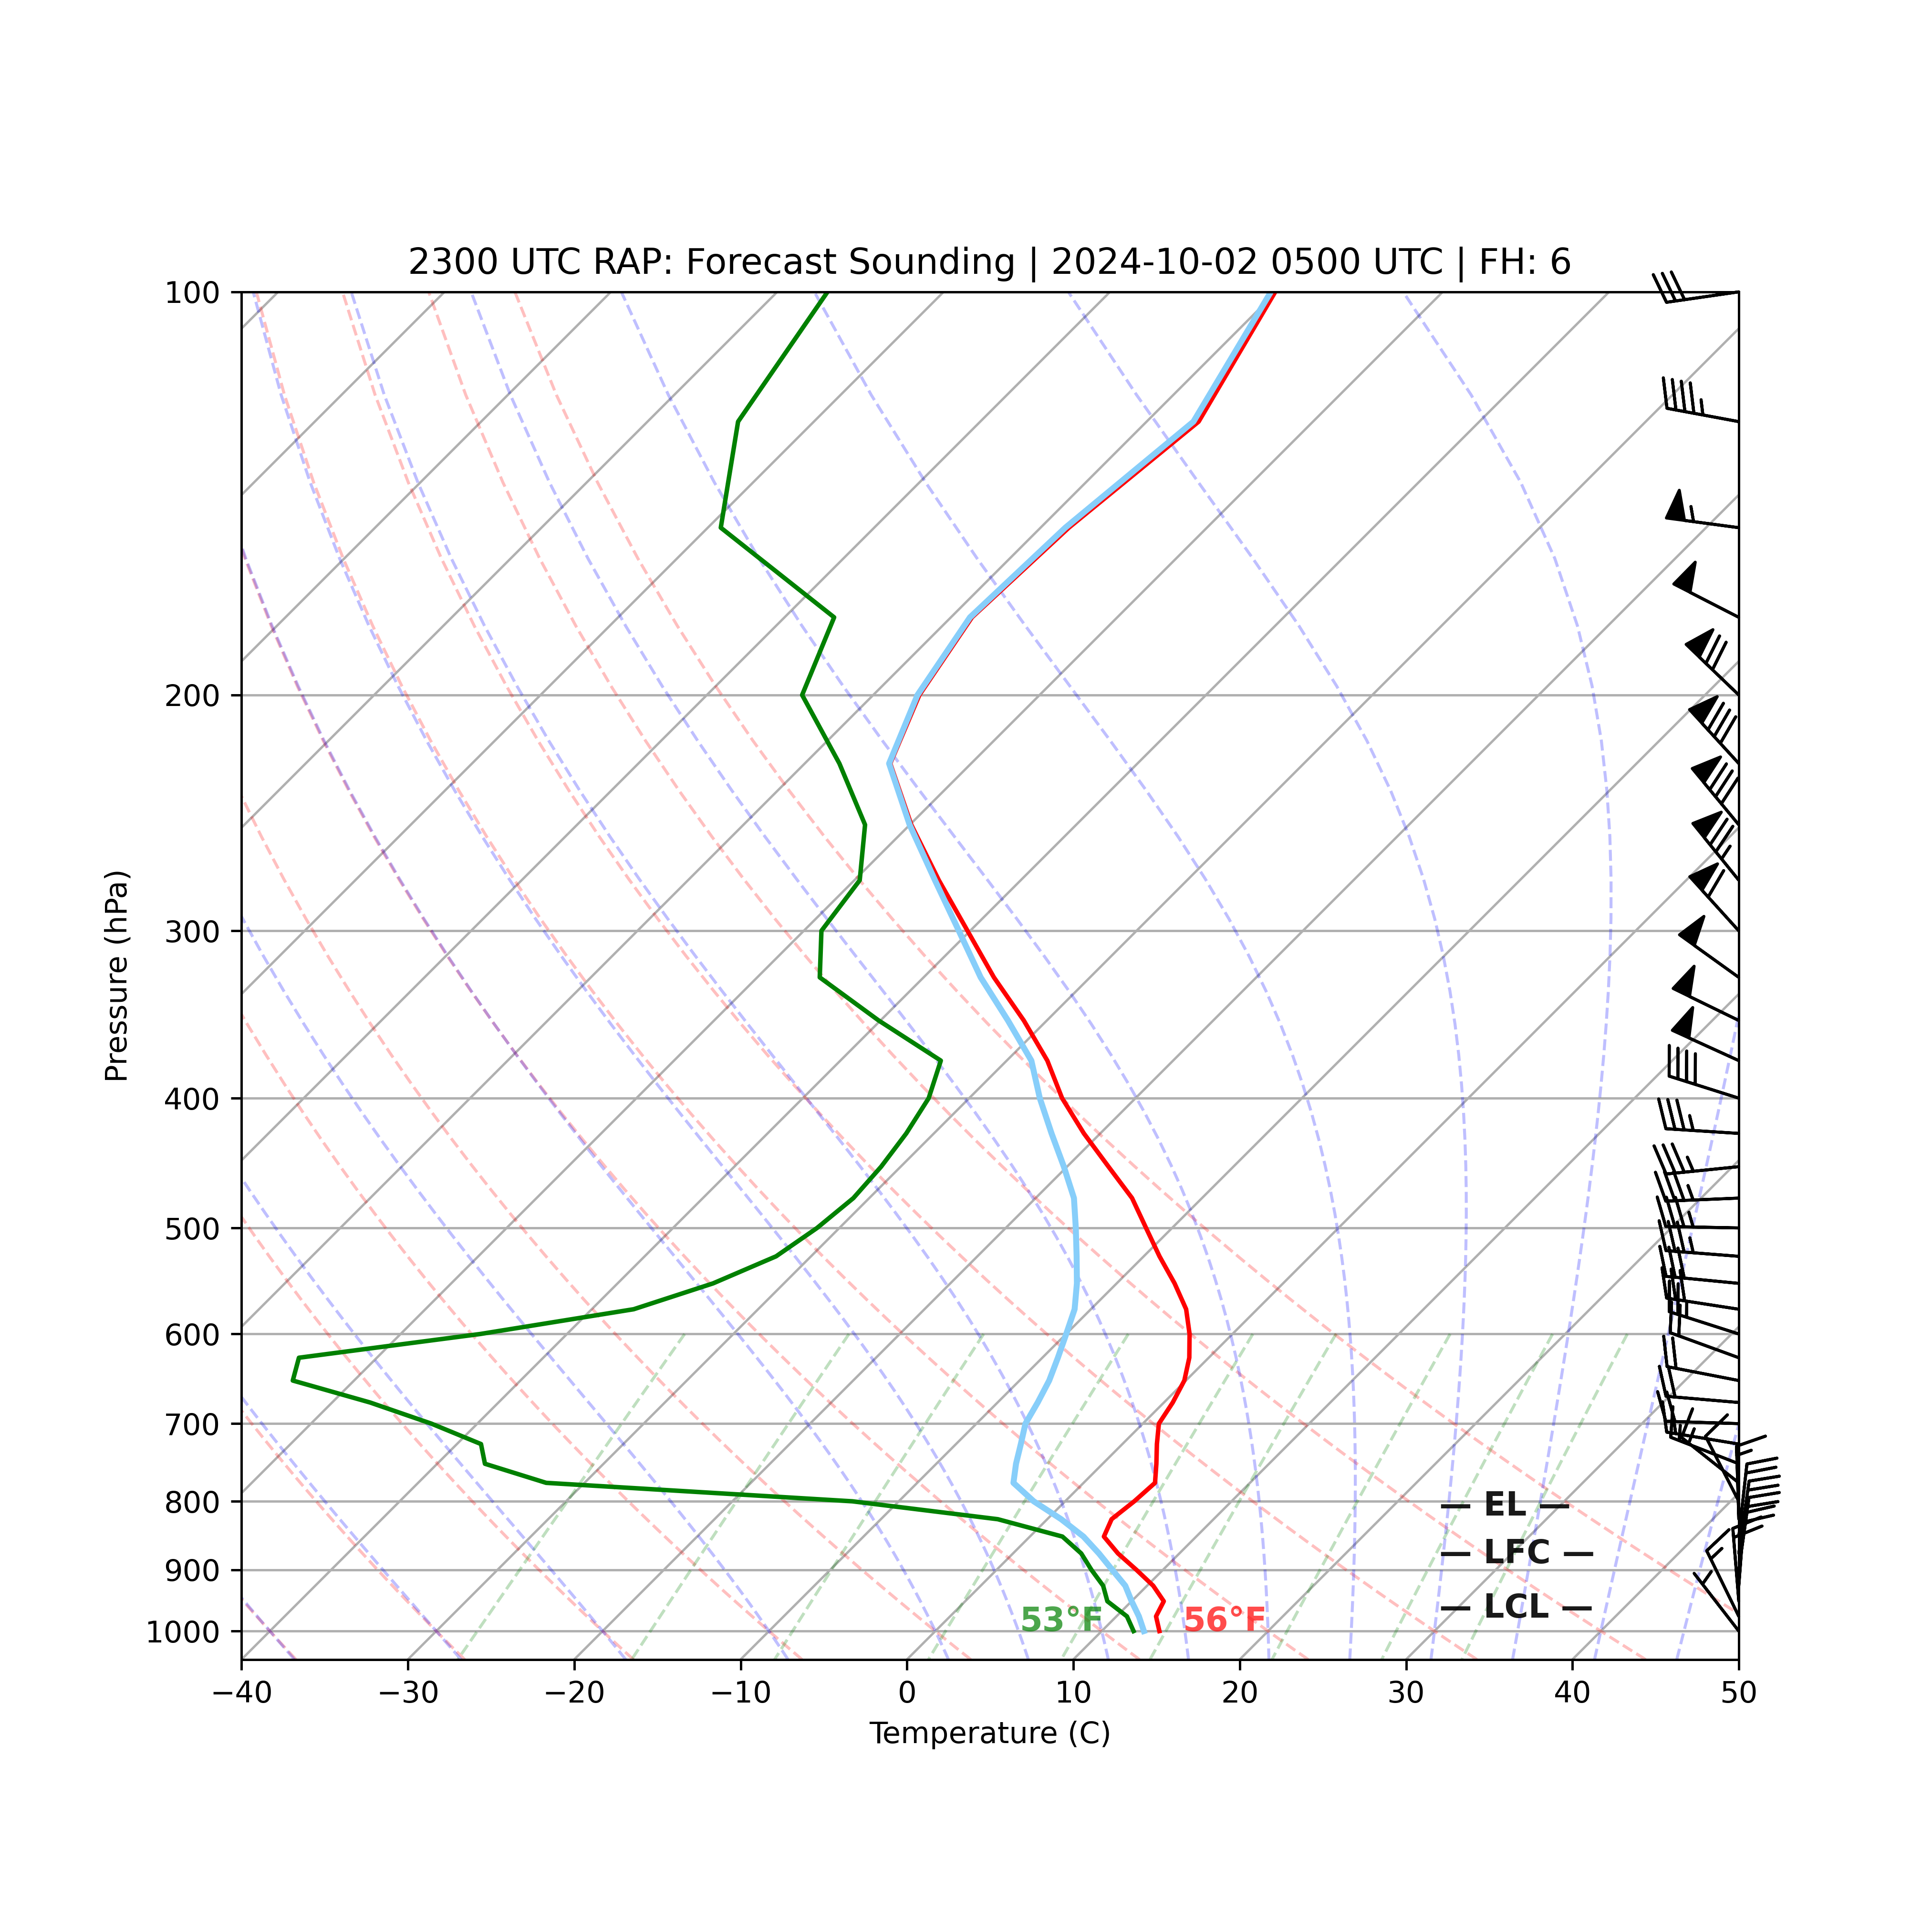 2300 UTC RAP: Forecast Sounding | 2024-10-02 0500 UTC | FH: 6
100
200
300
400
500
600
700
800
900
1000
Pressure (hPa)
— EL —
— LFC —
— LCL —
53°F
56°F
−40 −30 −20 −10 0 10 20 30 40 50
Temperature (C)